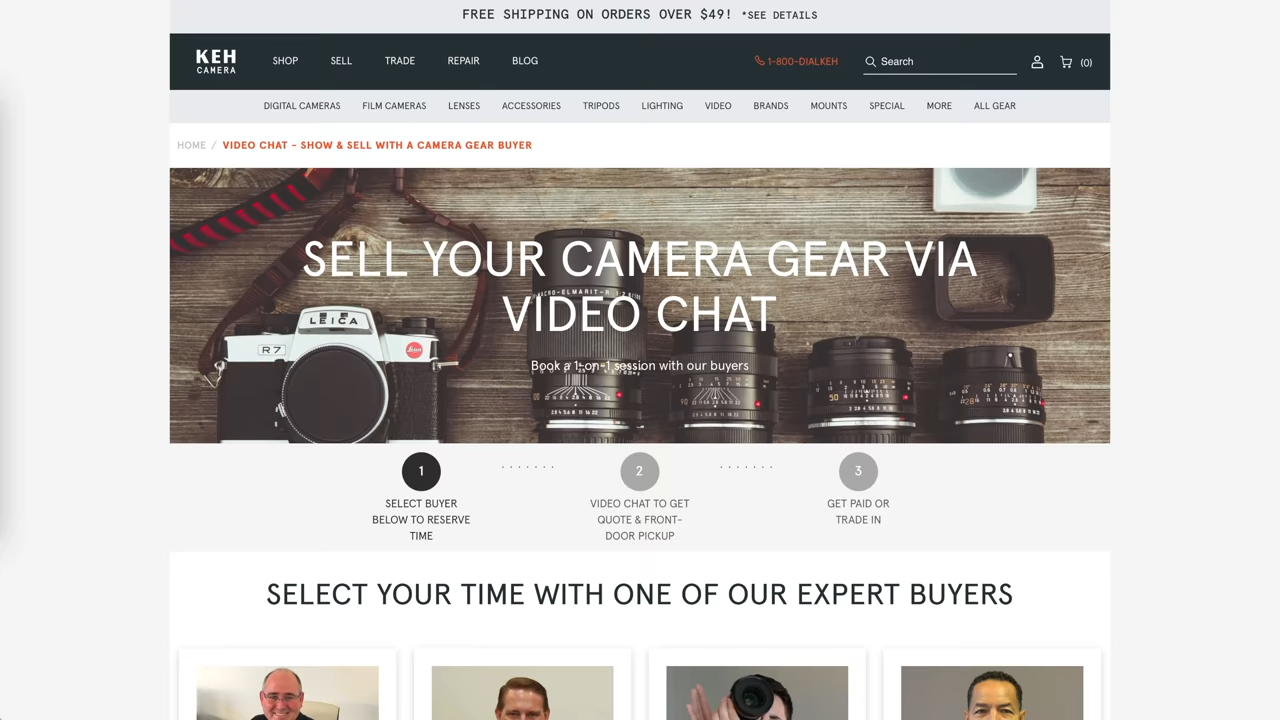 FREE SHIPPING ON ORDERS OVER $49! *SEE DETAILS
KEH
CAMERA
SHOP SELL TRADE REPAIR BLOG
1-800-DIALKEH
Search
(0)
DIGITAL CAMERAS FILM CAMERAS LENSES ACCESSORIES TRIPODS LIGHTING VIDEO BRANDS MOUNTS SPECIAL MORE ALL GEAR
HOME / VIDEO CHAT - SHOW & SELL WITH A CAMERA GEAR BUYER
SELL YOUR CAMERA GEAR VIA
VIDEO CHAT
Book a 1-on-1 session with our buyers
LEICA
R7
1
SELECT BUYER
BELOW TO RESERVE
TIME
2
VIDEO CHAT TO GET
QUOTE & FRONT-
DOOR PICKUP
3
GET PAID OR
TRADE IN
SELECT YOUR TIME WITH ONE OF OUR EXPERT BUYERS